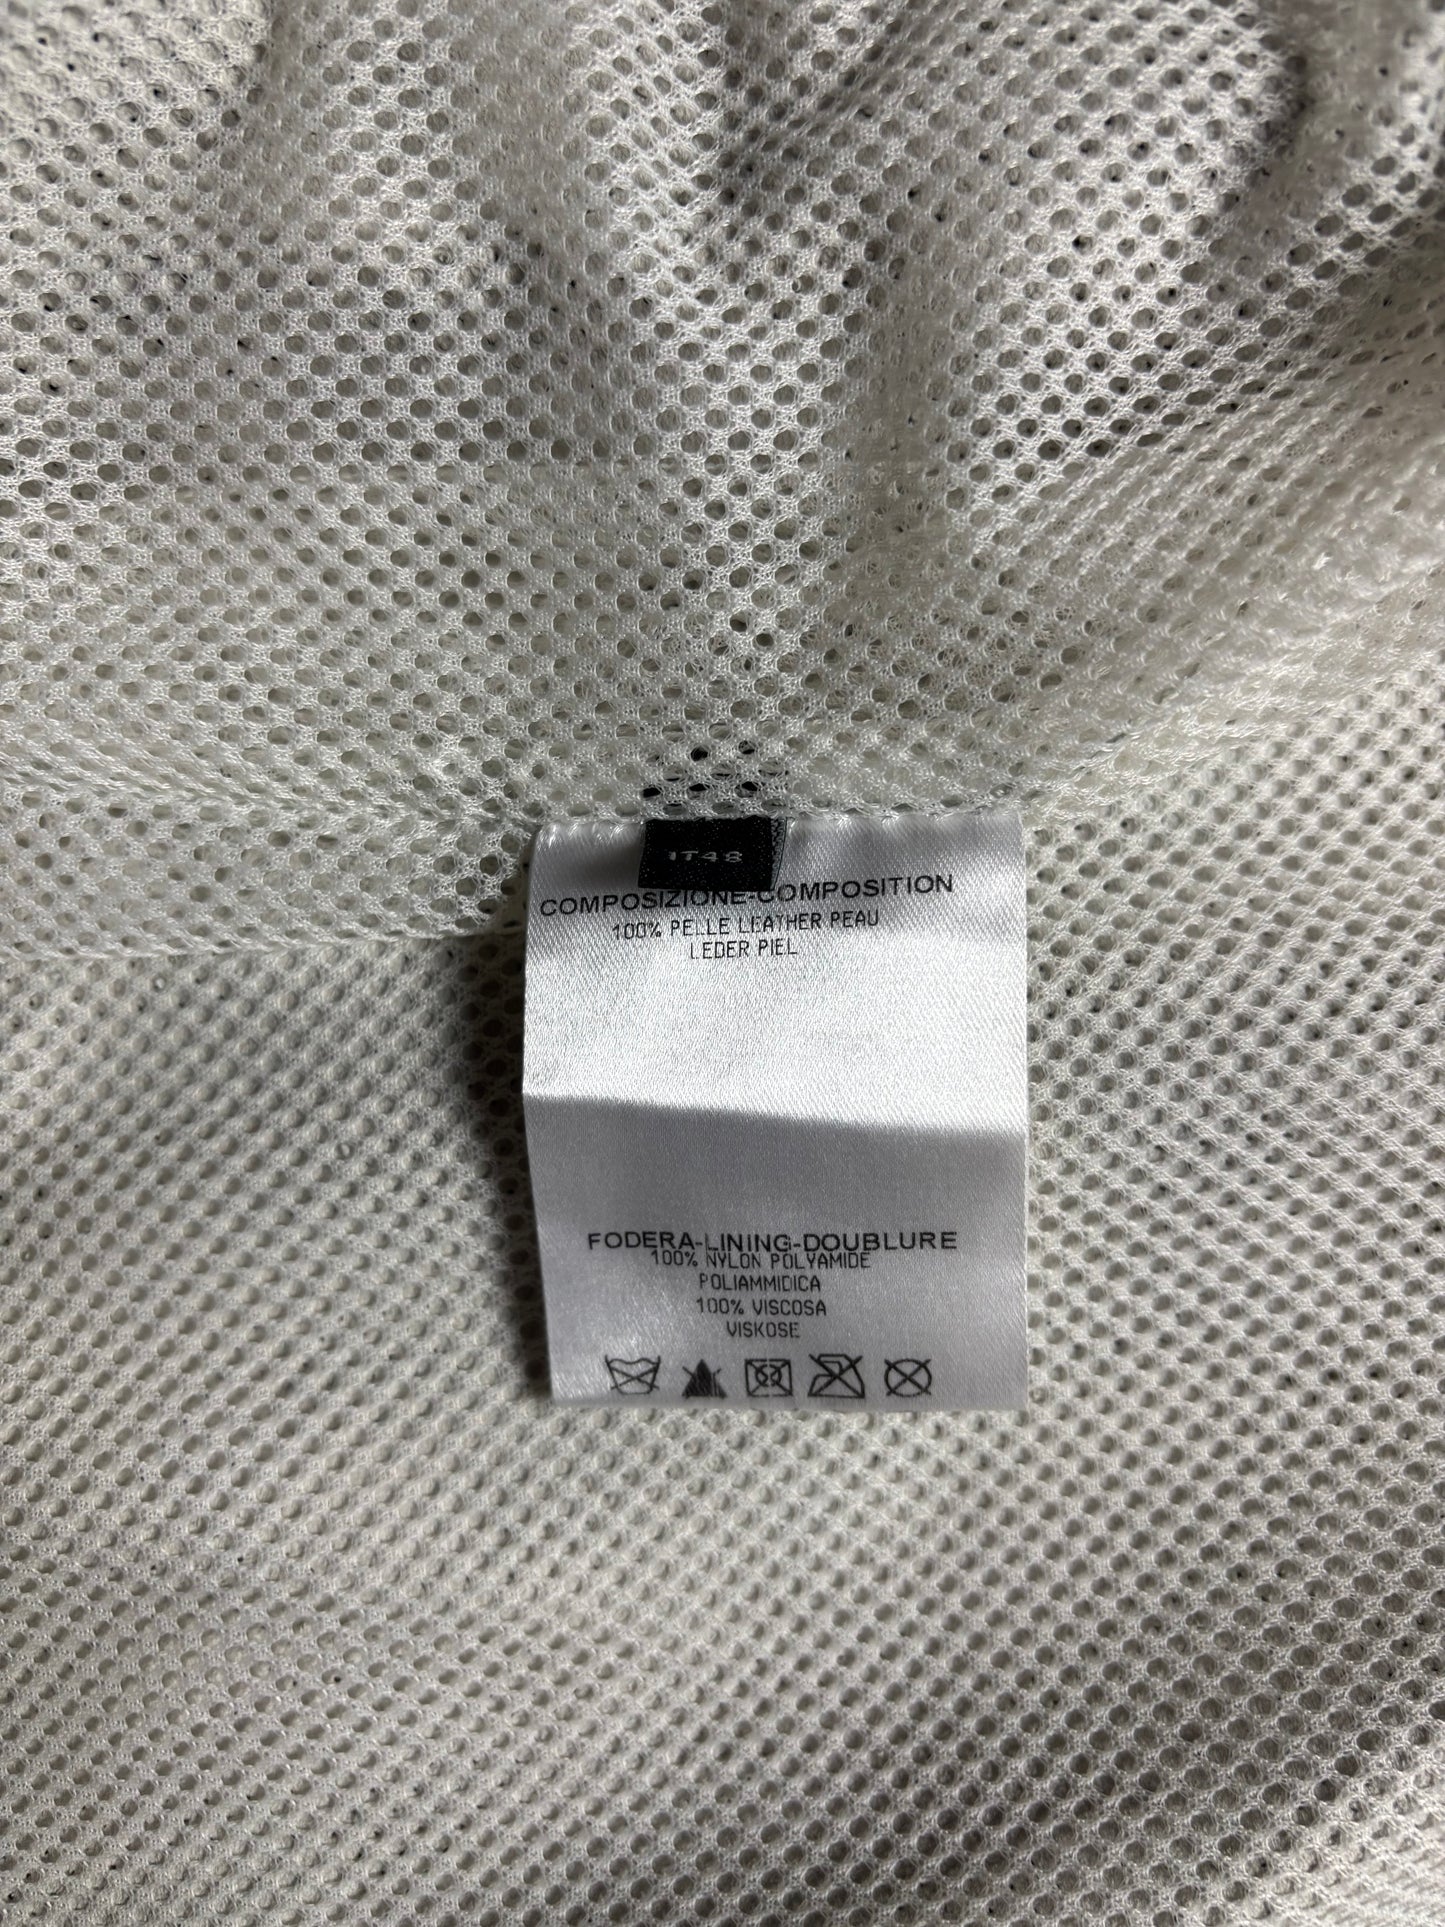 IT48
COMPOSIZIONE-COMPOSITION
100% PELLE LEATHER PEAU
LEDER PIEL
FODERA-LINING-DOUBLURE
100% NYLON POLYAMIDE
POLIAMMIDICA
100% VISCOSA
VISKOSE